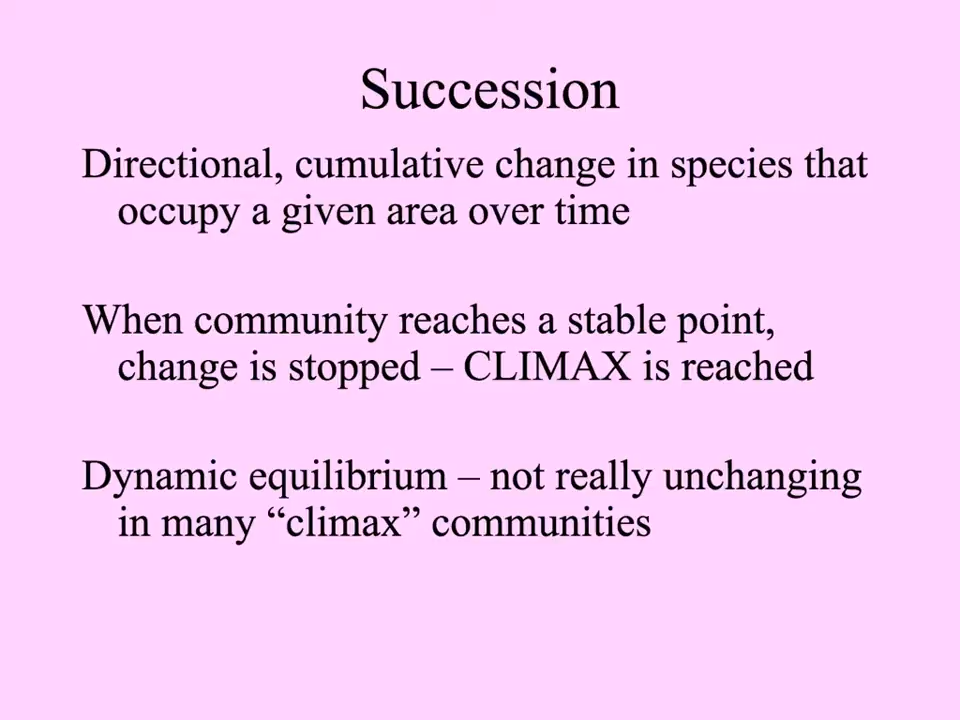 Succession
Directional, cumulative change in species that
occupy a given area over time
When community reaches a stable point,
change is stopped – CLIMAX is reached
Dynamic equilibrium – not really unchanging
in many “climax” communities